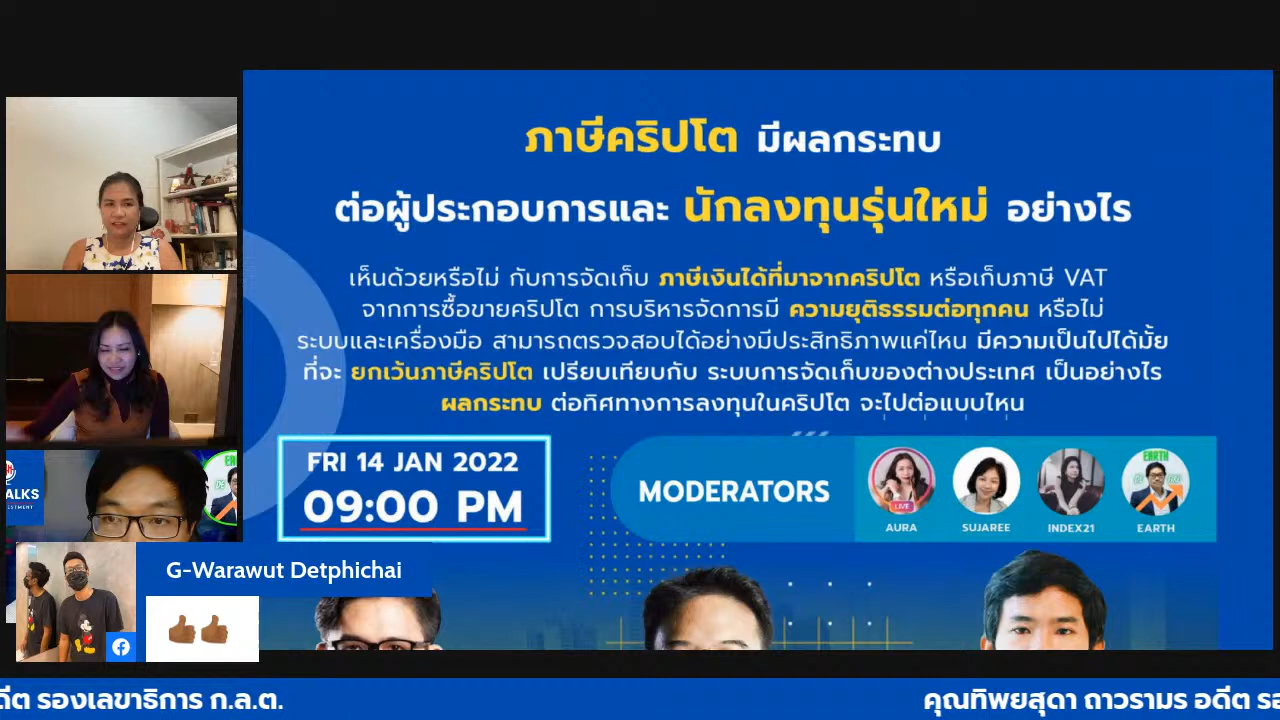 ภาษีคริปโต มีผลกระทบ
ต่อผู้ประกอบการและ นักลงทุนรุ่นใหม่ อย่างไร
เห็นด้วยหรือไม่ กับการจัดเก็บ ภาษีเงินได้ที่มาจากคริปโต หรือเก็บภาษี VAT
จากการซื้อขายคริปโต การบริหารจัดการมี ความยุติธรรมต่อทุกคน หรือไม่
ระบบและเครื่องมือ สามารถตรวจสอบได้อย่างมีประสิทธิภาพแค่ไหน มีความเป็นไปได้มั้ย
ที่จะ ยกเว้นภาษีคริปโต เปรียบเทียบกับ ระบบการจัดเก็บของต่างประเทศ เป็นอย่างไร
ผลกระทบ ต่อทิศทางการลงทุนในคริปโต จะไปต่อแบบไหน
FRI 14 JAN 2022
09:00 PM
MODERATORS
LIVE
EARTH
AURA
SUJAREE
INDEX21
EARTH
ALKS
G-Warawut Detphichai
ดีต รองเลขาธิการ ก.ล.ต.
คุณทิพยสุดา ถาวรามร อดีต รอ